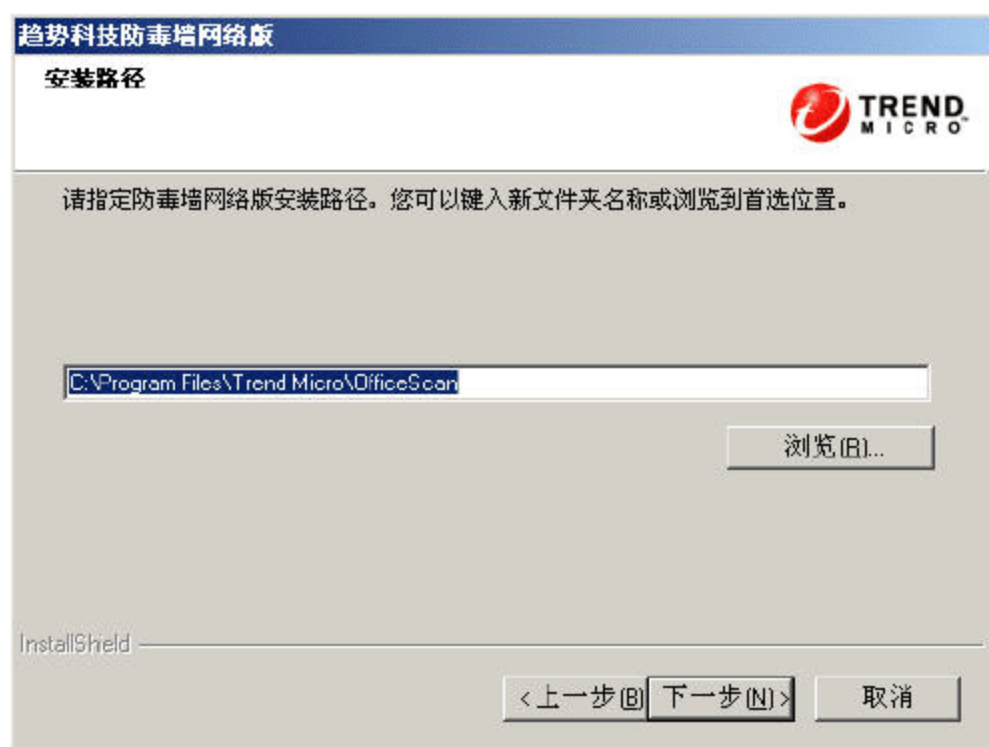 趋势科技防毒墙网络版
安装路径
TREND
MICRO™
请指定防毒墙网络版安装路径。您可以键入新文件夹名称或浏览到首选位置。
C:\Program Files\Trend Micro\OfficeScan
浏览(R)...
InstallShield
<上一步(B) 下一步(N)> 取消